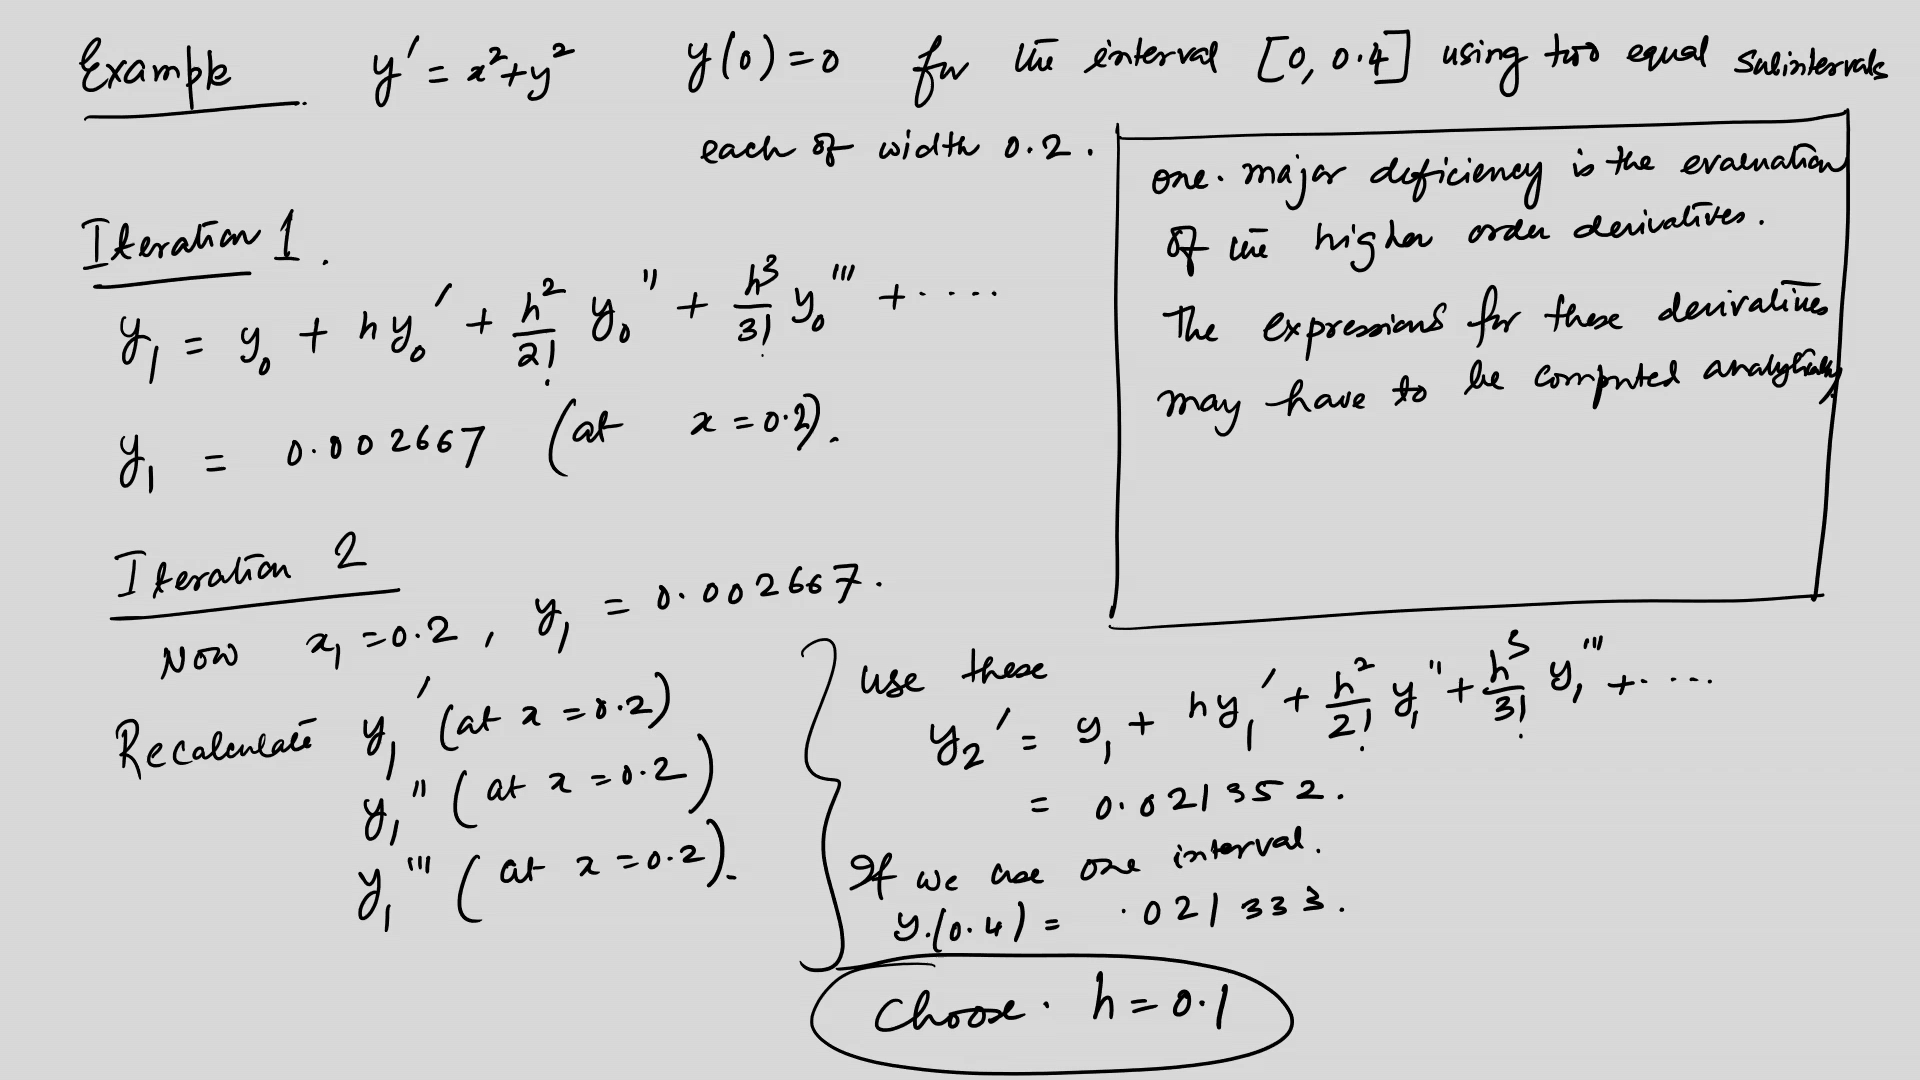 Example y' = x²+y² y(0)=0 for the interval [0, 0.4] using two equal subintervals
each of width 0.2.
Iteration 1.
y₁ = y₀ + hy₀' + h²/2! y₀'' + h³/3! y₀''' + ....
y₁ = 0.002667 (at x = 0.2).
one. major deficiency is the evaluation
of the higher order derivatives.
The expressions for these derivatives
may have to be computed analytically
Iteration 2
Now x₁ = 0.2, y₁ = 0.002667.
Recalculate y₁' (at x = 0.2)
y₁'' (at x = 0.2)
y₁''' (at x = 0.2).
use these
y₂' = y₁ + hy₁' + h²/2! y₁'' + h³/3! y₁''' + ....
= 0.021352.
If we use one interval.
y.(0.4) = .021333.
Choose. h = 0.1